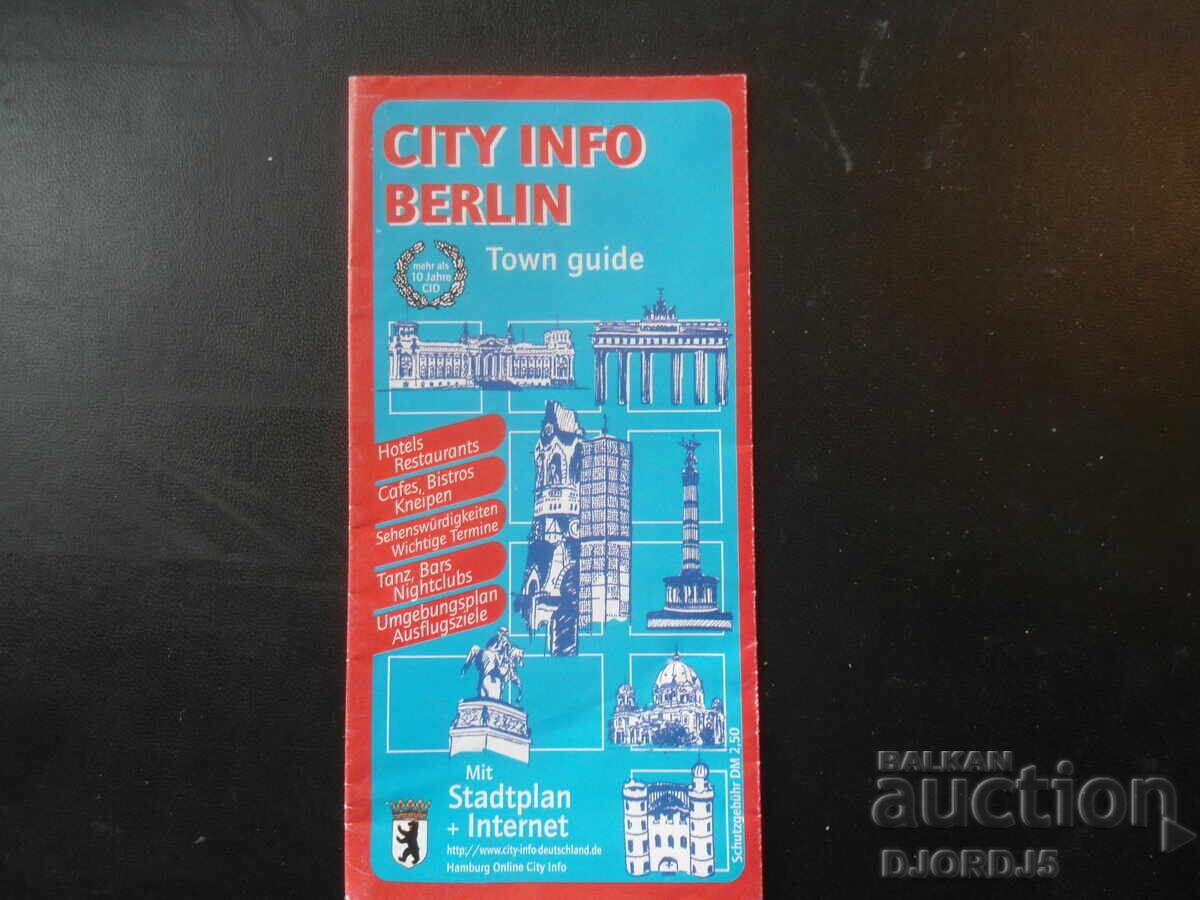 CITY INFO
BERLIN
Town guide
mehr als
10 Jahre
CID
Hotels
Restaurants
Cafes, Bistros
Kneipen
Sehenswürdigkeiten
Wichtige Termine
Tanz, Bars
Nightclubs
Umgebungsplan
Ausflugsziele
Mit
Stadtplan
+ Internet
http://www.city-info-deutschland.de
Hamburg Online City Info
Schutzgebühr DM 2,50
BALKAN
auction
DJORDJ5